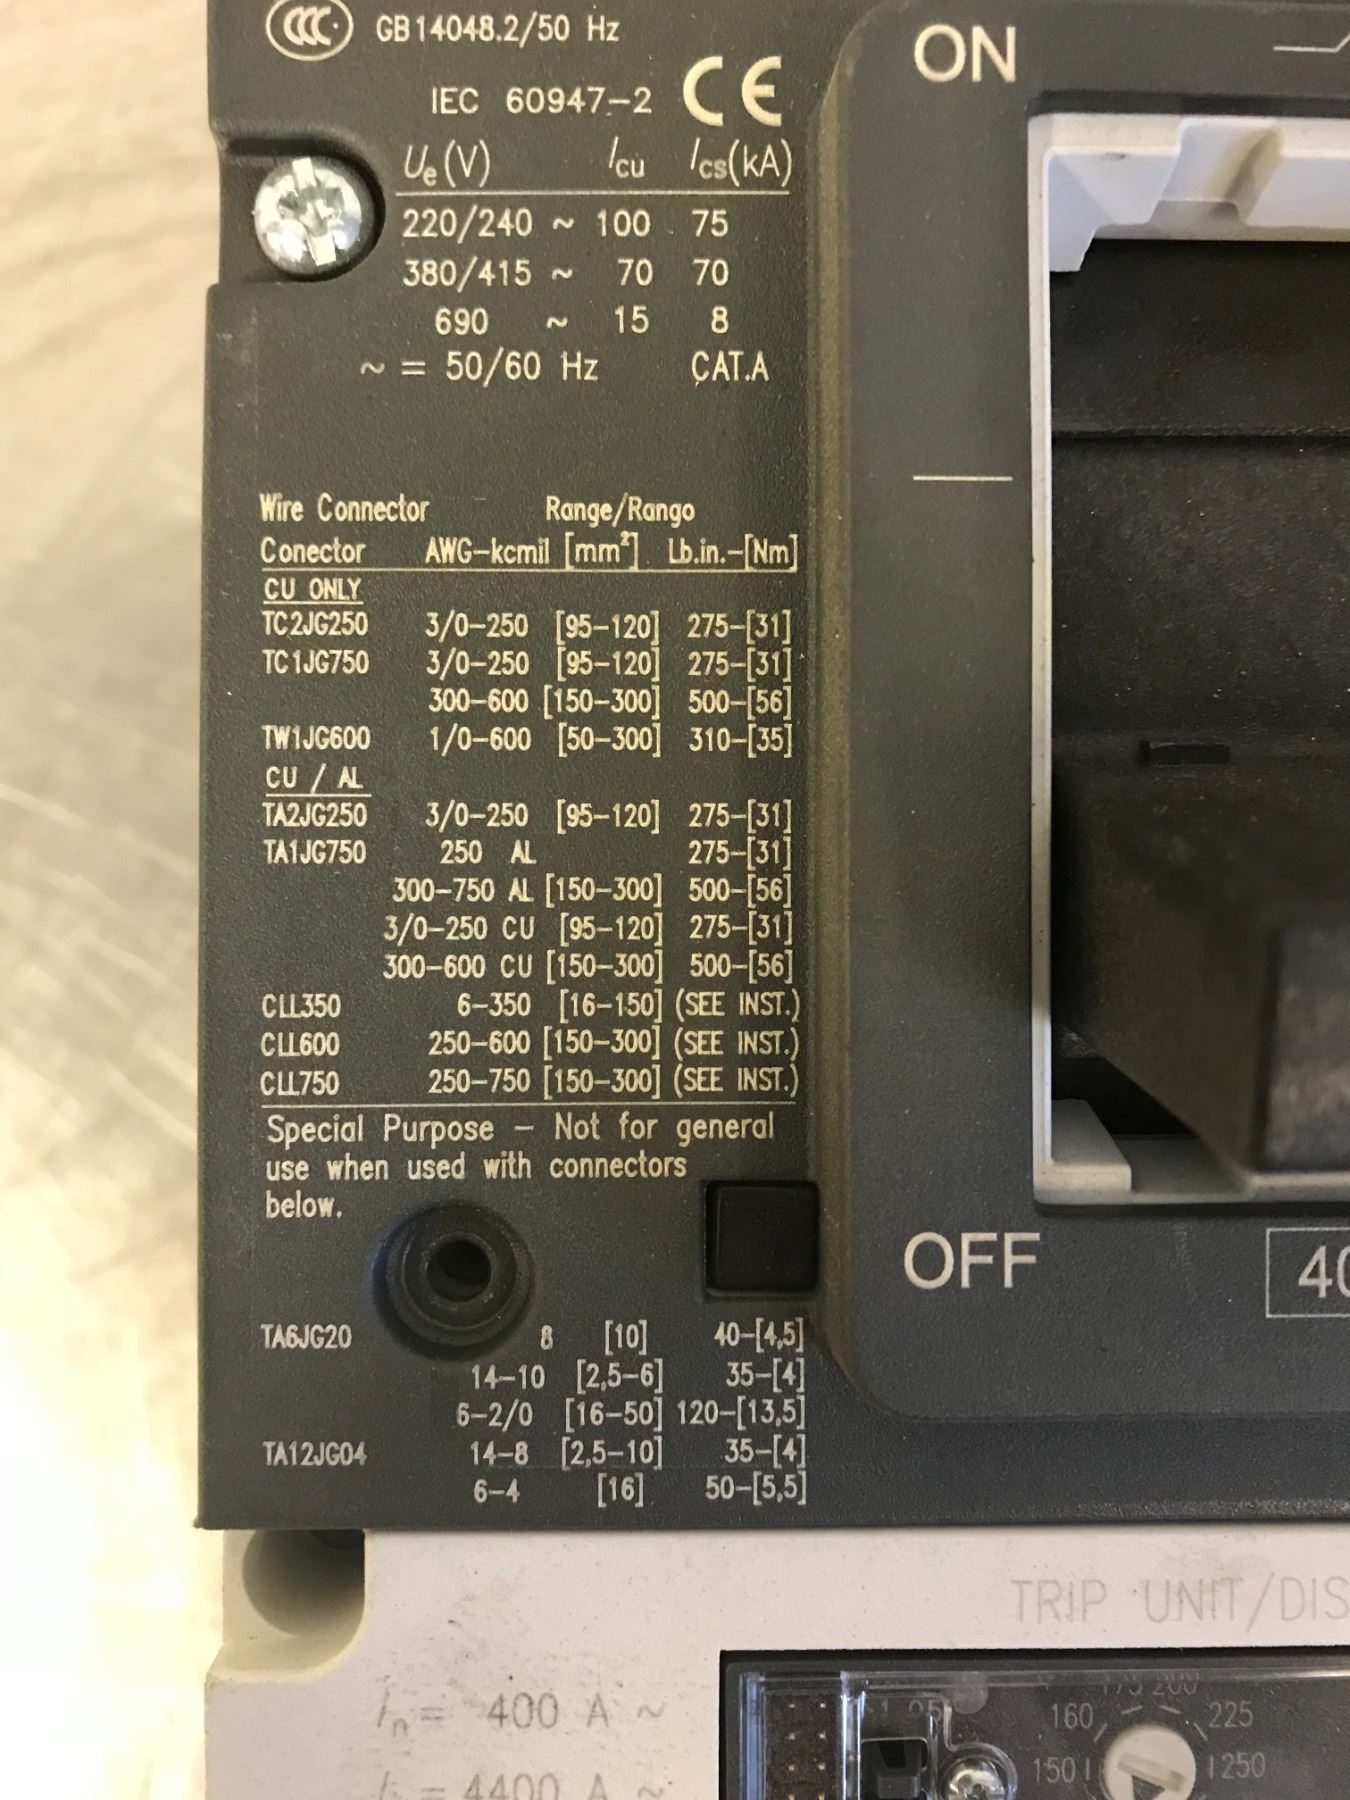 CCC GB14048.2/50 Hz
IEC 60947-2 CE
Ue(V) Icu Ics(kA)
220/240 ~ 100 75
380/415 ~ 70 70
690 ~ 15 8
~ = 50/60 Hz CAT.A
Wire Connector Range/Rango
Conector AWG-kcmil [mm²] Lb.in.-[Nm]
CU ONLY
TC2JG250 3/0-250 [95-120] 275-[31]
TC1JG750 3/0-250 [95-120] 275-[31]
300-600 [150-300] 500-[56]
TW1JG600 1/0-600 [50-300] 310-[35]
CU / AL
TA2JG250 3/0-250 [95-120] 275-[31]
TA1JG750 250 AL 275-[31]
300-750 AL [150-300] 500-[56]
3/0-250 CU [95-120] 275-[31]
300-600 CU [150-300] 500-[56]
CLL350 6-350 [16-150] (SEE INST.)
CLL600 250-600 [150-300] (SEE INST.)
CLL750 250-750 [150-300] (SEE INST.)
Special Purpose – Not for general
use when used with connectors
below.
TA6JG20 8 [10] 40-[4,5]
14-10 [2,5-6] 35-[4]
6-2/0 [16-50] 120-[13,5]
TA12JG04 14-8 [2,5-10] 35-[4]
6-4 [16] 50-[5,5]
ON
OFF
40
TRIP UNIT/DIS
In = 400 A ~
4400 A ~
175 200
160 225
150 250